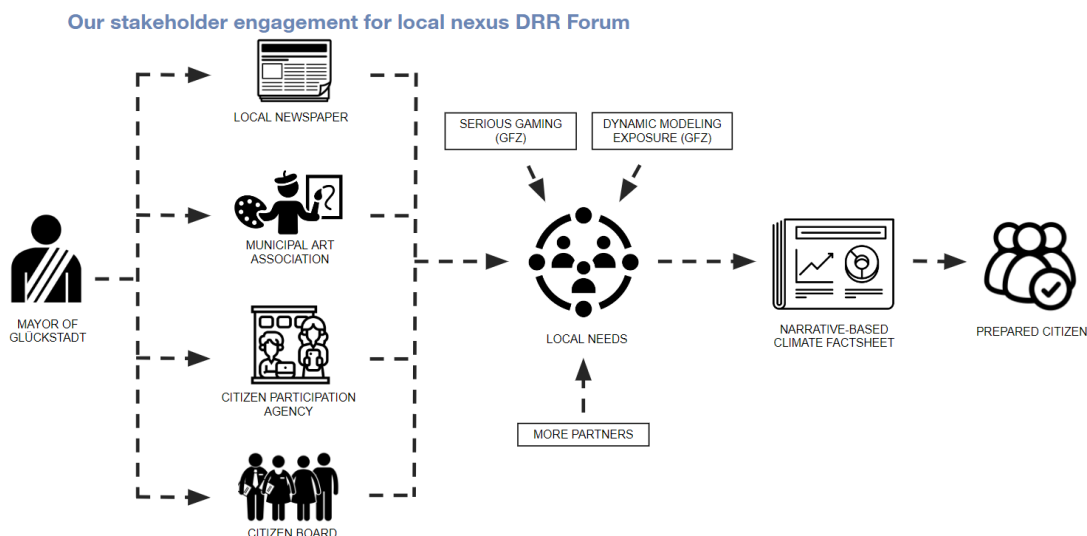 Our stakeholder engagement for local nexus DRR Forum
LOCAL NEWSPAPER
SERIOUS GAMING
(GFZ)
DYNAMIC MODELING
EXPOSURE (GFZ)
MUNICIPAL ART
ASSOCIATION
MAYOR OF
GLÜCKSTADT
LOCAL NEEDS
NARRATIVE-BASED
CLIMATE FACTSHEET
PREPARED CITIZEN
CITIZEN PARTICIPATION
AGENCY
MORE PARTNERS
CITIZEN BOARD